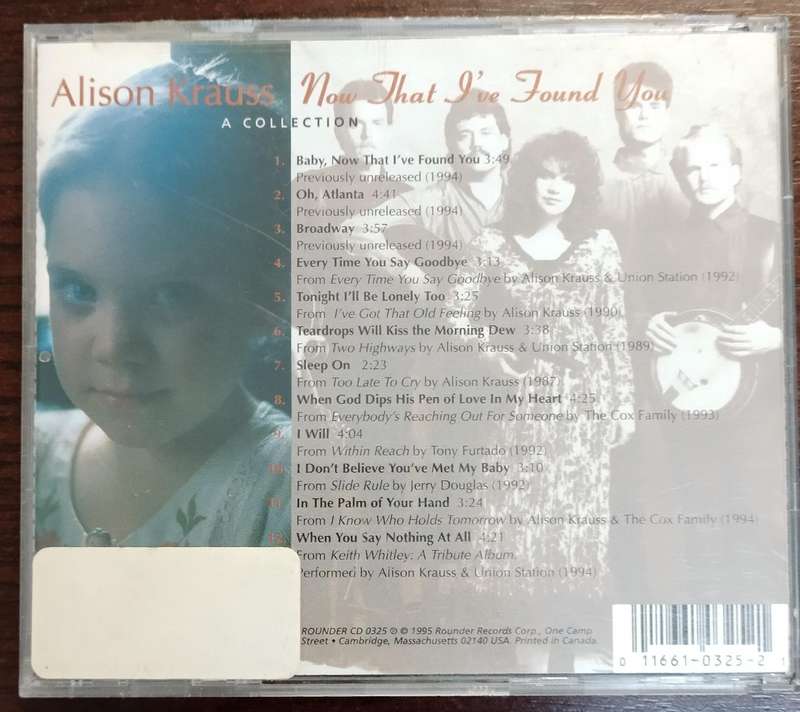 Alison Krauss Now That I've Found You
A COLLECTION
1. Baby, Now That I've Found You 3:49
Previously unreleased (1994)
2. Oh, Atlanta 4:41
Previously unreleased (1994)
3. Broadway 3:57
Previously unreleased (1994)
4. Every Time You Say Goodbye 3:13
From Every Time You Say Goodbye by Alison Krauss & Union Station (1992)
5. Tonight I'll Be Lonely Too 3:25
From I've Got That Old Feeling by Alison Krauss (1990)
6. Teardrops Will Kiss the Morning Dew 3:38
From Two Highways by Alison Krauss & Union Station (1989)
7. Sleep On 2:23
From Too Late To Cry by Alison Krauss (1987)
8. When God Dips His Pen of Love In My Heart 4:25
From Everybody's Reaching Out For Someone by The Cox Family (1993)
9. I Will 4:04
From Within Reach by Tony Furtado (1992)
10. I Don't Believe You've Met My Baby 3:10
From Slide Rule by Jerry Douglas (1992)
11. In The Palm of Your Hand 3:24
From I Know Who Holds Tomorrow by Alison Krauss & The Cox Family (1994)
12. When You Say Nothing At All 4:21
From Keith Whitley: A Tribute Album.
Performed by Alison Krauss & Union Station (1994)
ROUNDER CD 0325 ℗ © 1995 Rounder Records Corp., One Camp
Street • Cambridge, Massachusetts 02140 USA. Printed in Canada.
0 11661-0325-2 1